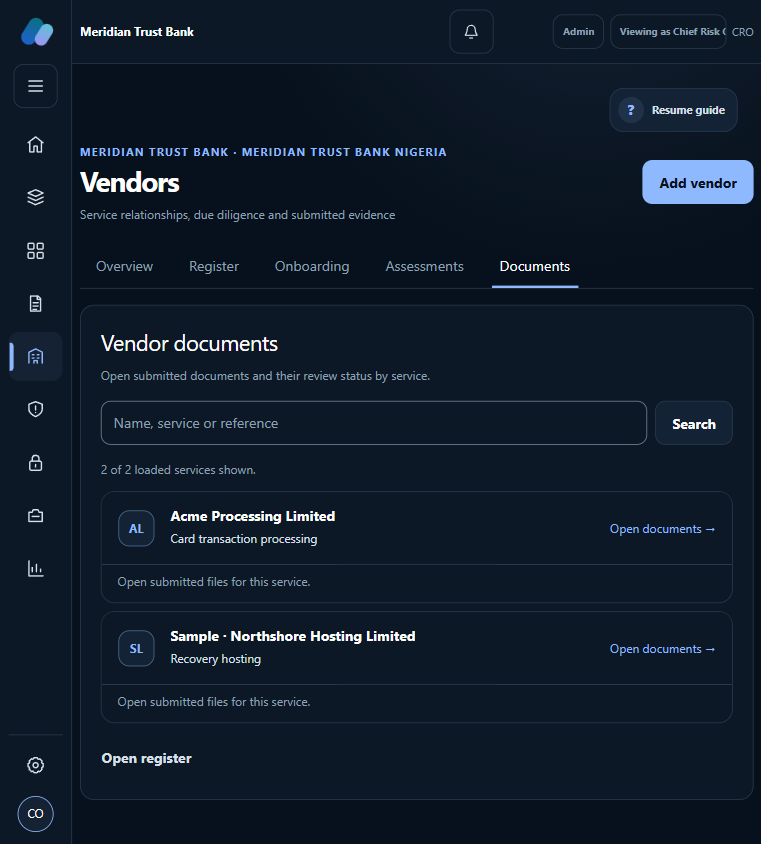 Meridian Trust Bank
Admin
Viewing as Chief Risk
CRO
? Resume guide
MERIDIAN TRUST BANK · MERIDIAN TRUST BANK NIGERIA
Vendors
Add vendor
Service relationships, due diligence and submitted evidence
Overview Register Onboarding Assessments Documents
Vendor documents
Open submitted documents and their review status by service.
Name, service or reference
Search
2 of 2 loaded services shown.
AL
Acme Processing Limited
Card transaction processing
Open documents →
Open submitted files for this service.
SL
Sample · Northshore Hosting Limited
Recovery hosting
Open documents →
Open submitted files for this service.
Open register
CO